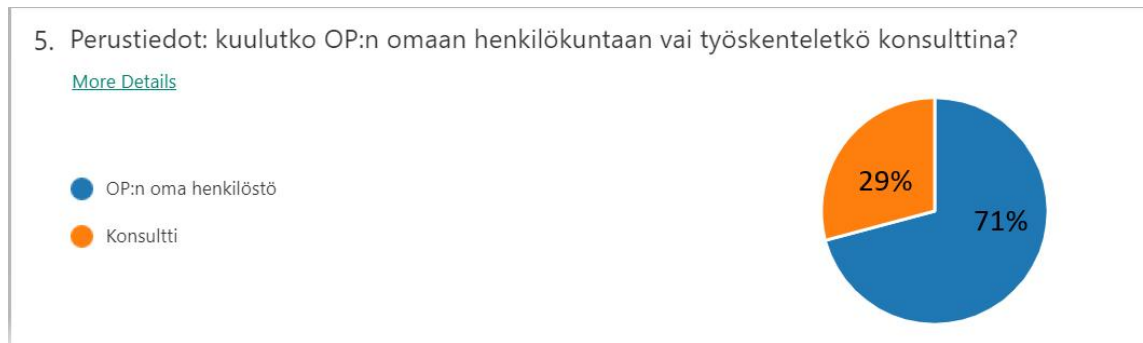 5. Perustiedot: kuulutko OP:n omaan henkilökuntaan vai työskenteletkö konsulttina?
More Details
OP:n oma henkilöstö
Konsultti
29%
71%